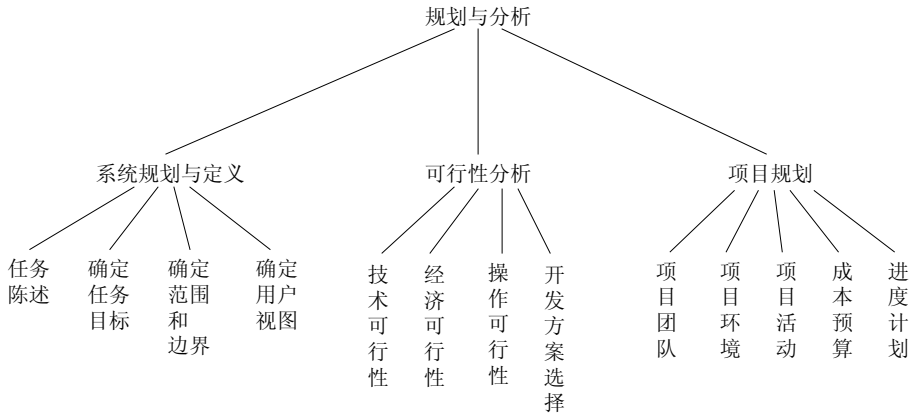 规划与分析
系统规划与定义
可行性分析
项目规划
任务
陈述
确定
任务
目标
确定
范围
和
边界
确定
用户
视图
技术可行性
经济可行性
操作可行性
开发方案选择
项目团队
项目环境
项目活动
成本预算
进度计划